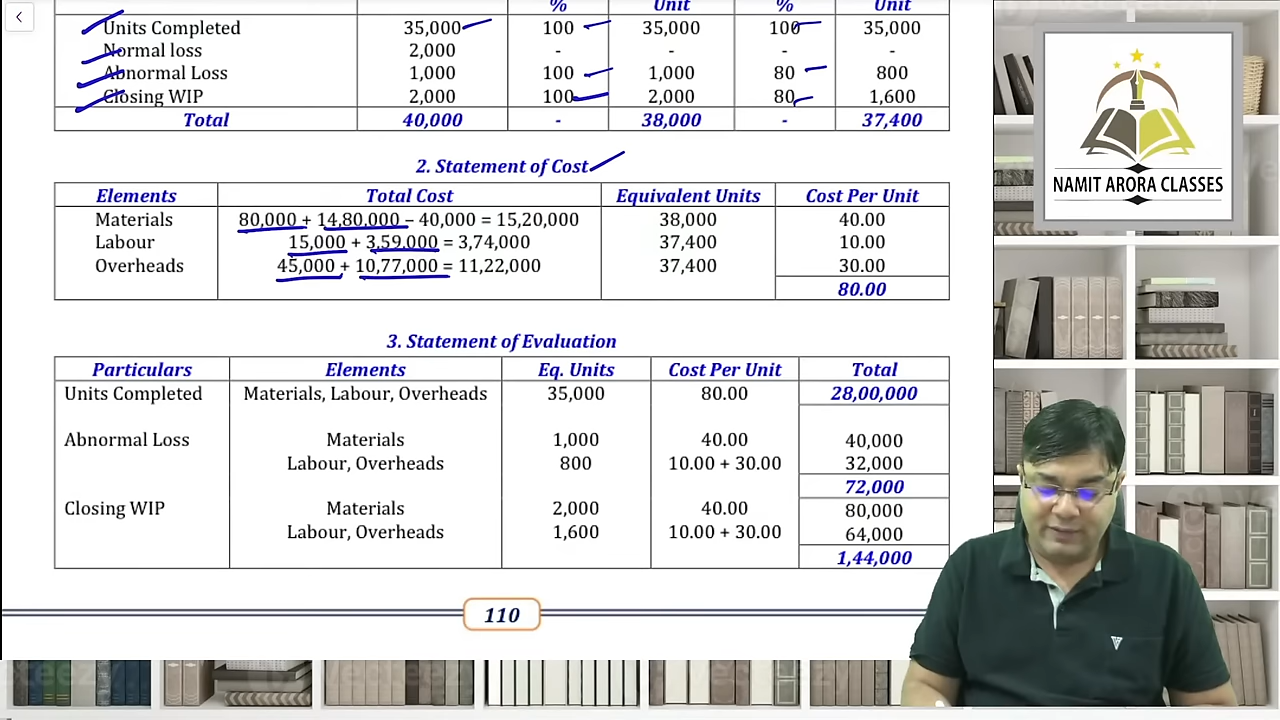 % Unit % Unit
Units Completed 35,000 100 35,000 100 35,000
Normal loss 2,000 - - - -
Abnormal Loss 1,000 100 1,000 80 800
Closing WIP 2,000 100 2,000 80 1,600
Total 40,000 - 38,000 - 37,400
2. Statement of Cost
Elements Total Cost Equivalent Units Cost Per Unit
Materials 80,000 + 14,80,000 – 40,000 = 15,20,000 38,000 40.00
Labour 15,000 + 3,59,000 = 3,74,000 37,400 10.00
Overheads 45,000 + 10,77,000 = 11,22,000 37,400 30.00
80.00
3. Statement of Evaluation
Particulars Elements Eq. Units Cost Per Unit Total
Units Completed Materials, Labour, Overheads 35,000 80.00 28,00,000
Abnormal Loss Materials 1,000 40.00 40,000
Labour, Overheads 800 10.00 + 30.00 32,000
72,000
Closing WIP Materials 2,000 40.00 80,000
Labour, Overheads 1,600 10.00 + 30.00 64,000
1,44,000
110
NAMIT ARORA CLASSES